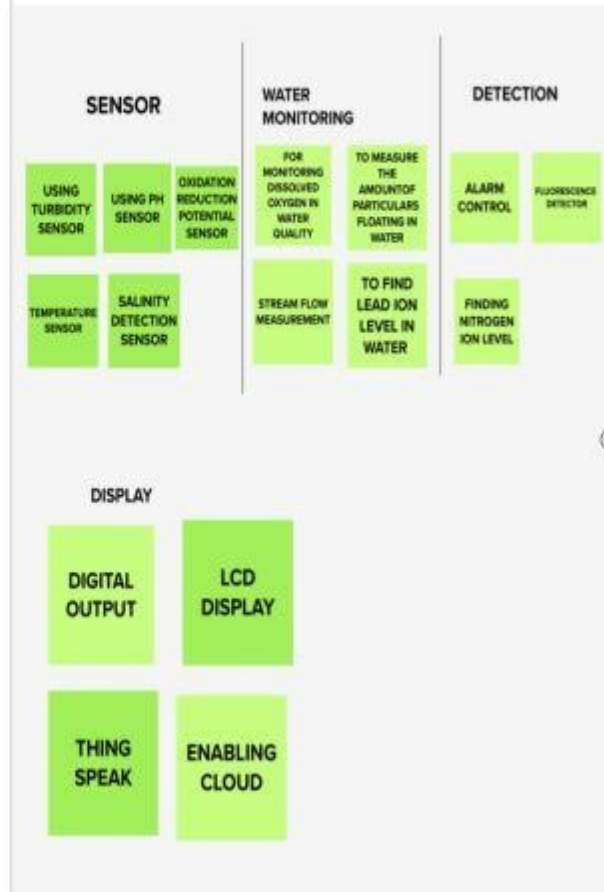 SENSOR
USING
TURBIDITY
SENSOR
USING PH
SENSOR
OXIDATION
REDUCTION
POTENTIAL
SENSOR
TEMPERATURE
SENSOR
SALINITY
DETECTION
SENSOR
WATER
MONITORING
FOR
MONITORING
DISSOLVED
OXYGEN IN
WATER
QUALITY
TO MEASURE
THE
AMOUNTOF
PARTICULARS
FLOATING IN
WATER
STREAM FLOW
MEASUREMENT
TO FIND
LEAD ION
LEVEL IN
WATER
DETECTION
ALARM
CONTROL
FLUORESCENCE
DETECTOR
FINDING
NITROGEN
ION LEVEL
DISPLAY
DIGITAL
OUTPUT
LCD
DISPLAY
THING
SPEAK
ENABLING
CLOUD